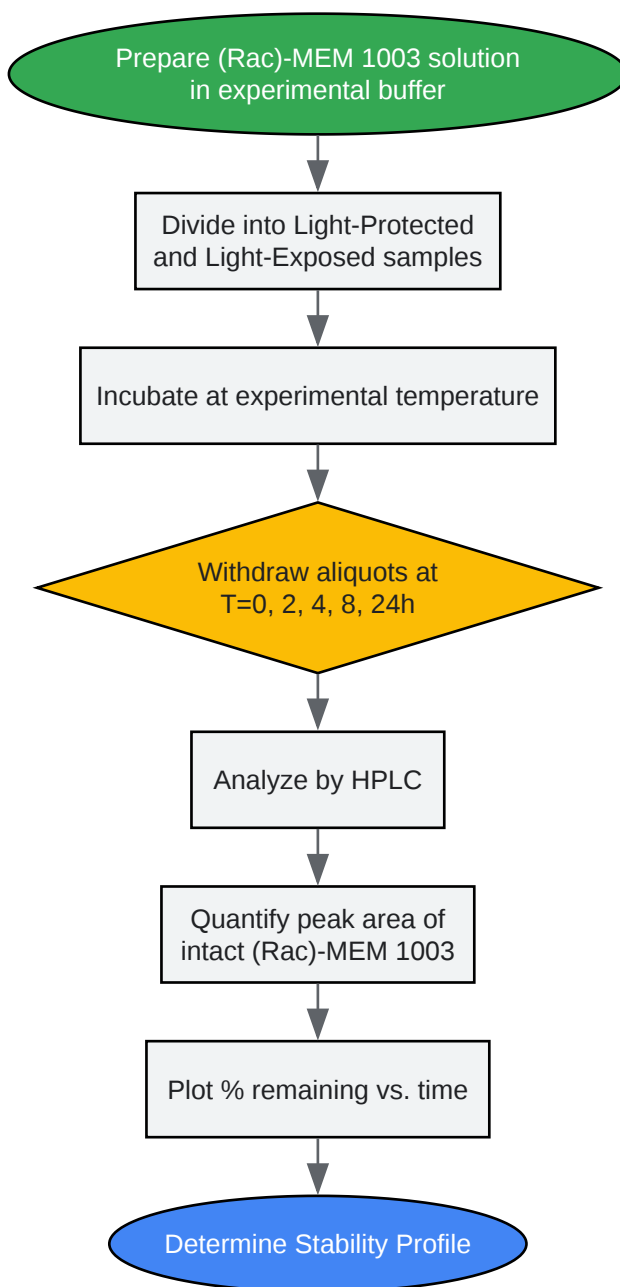 Prepare (Rac)-MEM 1003 solution
in experimental buffer
Divide into Light-Protected
and Light-Exposed samples
Incubate at experimental temperature
Withdraw aliquots at
T=0, 2, 4, 8, 24h
Analyze by HPLC
Quantify peak area of
intact (Rac)-MEM 1003
Plot % remaining vs. time
Determine Stability Profile